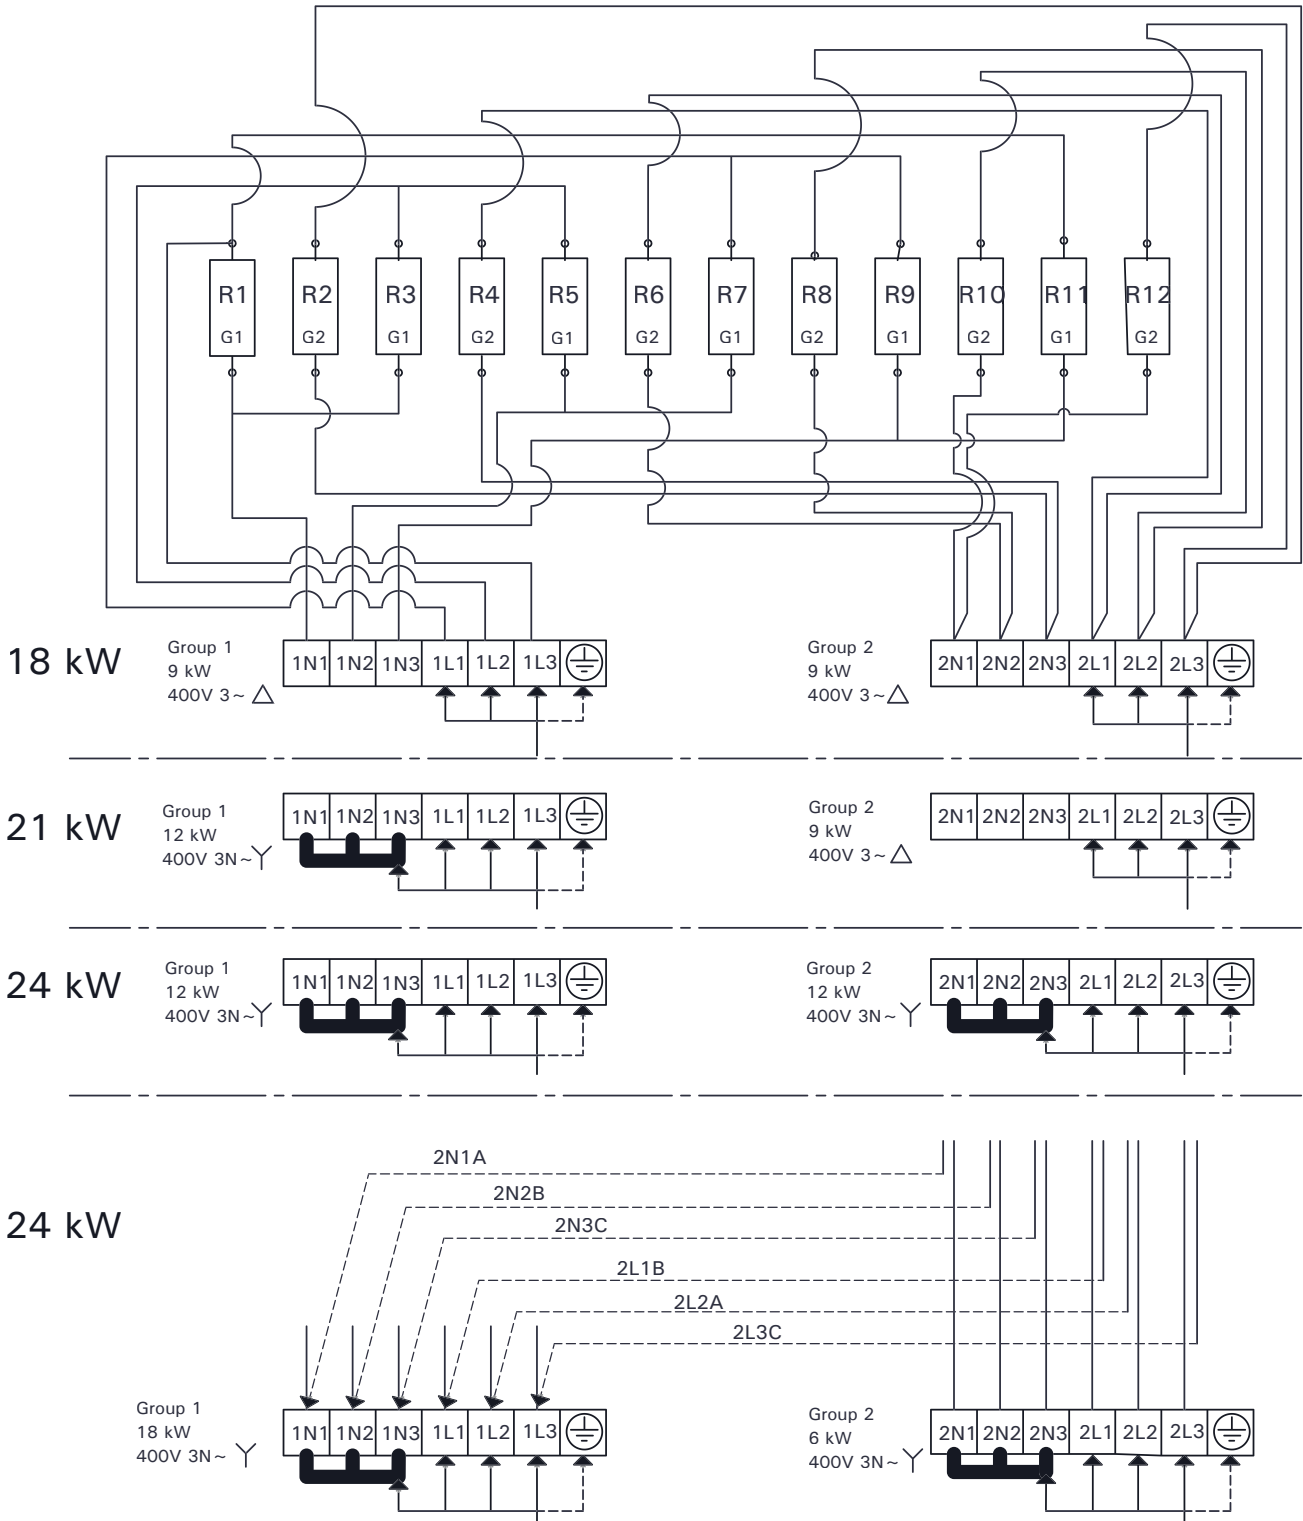 R1 R2 R3 R4 R5 R6 R7 R8 R9 R10 R11 R12
G1 G2 G1 G2 G1 G2 G1 G2 G1 G2 G1 G2
18 kW
Group 1
9 kW
400V 3~
1N1 1N2 1N3 1L1 1L2 1L3
Group 2
9 kW
400V 3~
2N1 2N2 2N3 2L1 2L2 2L3
21 kW
Group 1
12 kW
400V 3N~
1N1 1N2 1N3 1L1 1L2 1L3
Group 2
9 kW
400V 3~
2N1 2N2 2N3 2L1 2L2 2L3
24 kW
Group 1
12 kW
400V 3N~
1N1 1N2 1N3 1L1 1L2 1L3
Group 2
12 kW
400V 3N~
2N1 2N2 2N3 2L1 2L2 2L3
24 kW
2N1A
2N2B
2N3C
2L1B
2L2A
2L3C
Group 1
18 kW
400V 3N~
1N1 1N2 1N3 1L1 1L2 1L3
Group 2
6 kW
400V 3N~
2N1 2N2 2N3 2L1 2L2 2L3